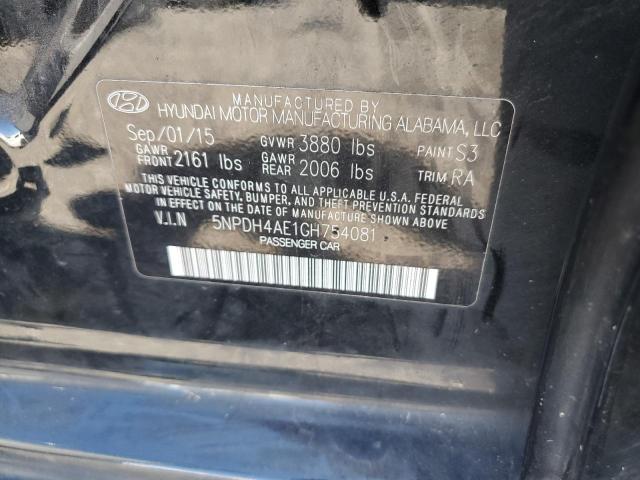 MANUFACTURED BY
HYUNDAI MOTOR MANUFACTURING ALABAMA, LLC
Sep/01/15 GVWR 3880 lbs PAINT S3
GAWR FRONT 2161 lbs GAWR REAR 2006 lbs TRIM RA
THIS VEHICLE CONFORMS TO ALL APPLICABLE U.S.A. FEDERAL
MOTOR VEHICLE SAFETY, BUMPER, AND THEFT PREVENTION STANDARDS
IN EFFECT ON THE DATE OF MANUFACTURE SHOWN ABOVE
V.I.N 5NPDH4AE1GH754081
PASSENGER CAR